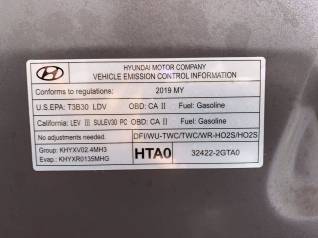 HYUNDAI MOTOR COMPANY
VEHICLE EMISSION CONTROL INFORMATION
Conforms to regulations: 2019 MY
U.S.EPA: T3B30 LDV OBD: CA II Fuel: Gasoline
California: LEV III SULEV30 PC OBD: CA II Fuel: Gasoline
No adjustments needed. DFI/WU-TWC/TWC/WR-HO2S/HO2S
Group: KHYXV02.4MH3
Evap: KHYXR0135MHG
HTA0 32422-2GTA0